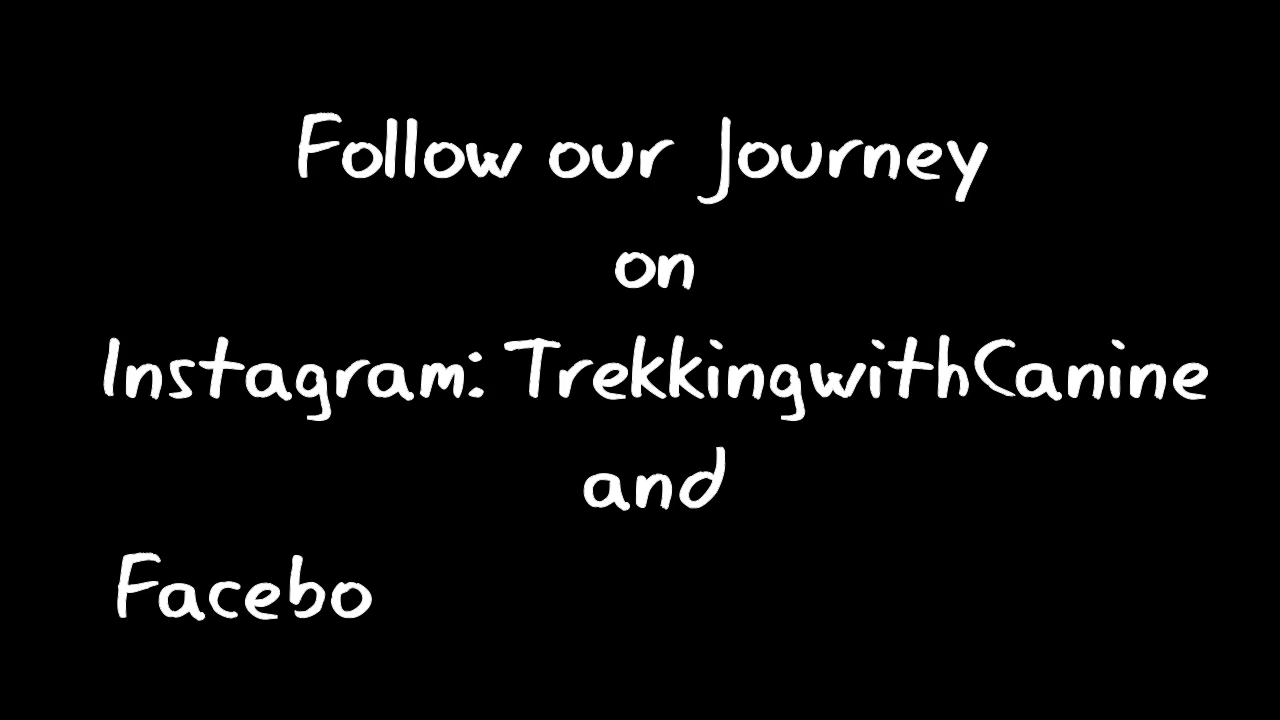 Follow our Journey
on
Instagram: TrekkingwithCanine
and
Facebo